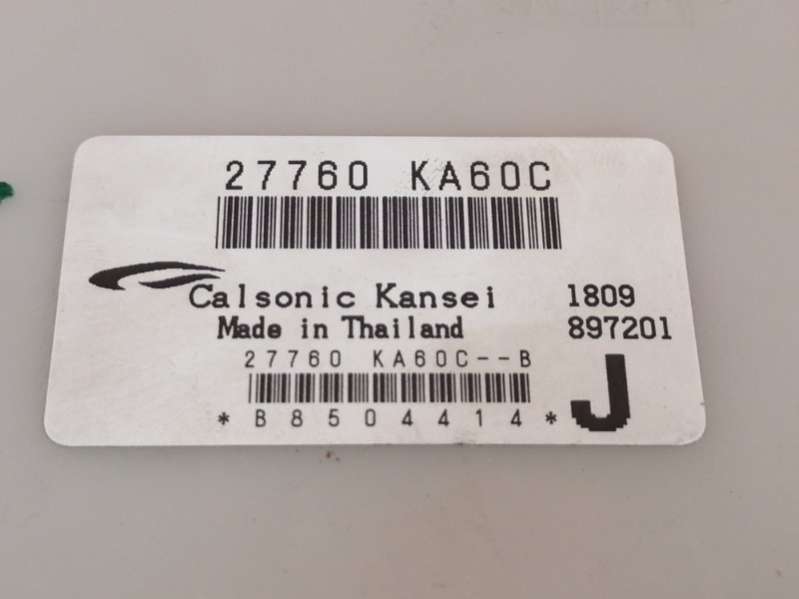 27760 KA60C
Calsonic Kansei 1809
Made in Thailand 897201
27760 KA60C--B
*B8504414*
J